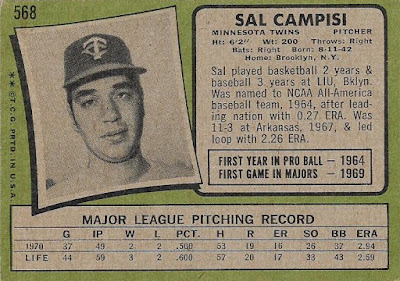 568
SAL CAMPISI
MINNESOTA TWINS PITCHER
Ht: 6'2" Wt: 200 Throws: Right
Bats: Right Born: 8-11-42
Home: Brooklyn, N.Y.
Sal played basketball 2 years &
baseball 3 years at LIU, Bklyn.
Was named to NCAA All-America
baseball team, 1964, after lead-
ing nation with 0.27 ERA. Was
11-3 at Arkansas, 1967, & led
loop with 2.26 ERA.
FIRST YEAR IN PRO BALL — 1964
FIRST GAME IN MAJORS — 1969
★★©T.C.G. PRTD. IN U.S.A.
TC
MAJOR LEAGUE PITCHING RECORD
G IP W L PCT. H R ER SO BB ERA
1970 37 49 2 2 .500 53 19 16 26 37 2.94
LIFE 44 59 3 2 .600 57 20 17 33 43 2.59